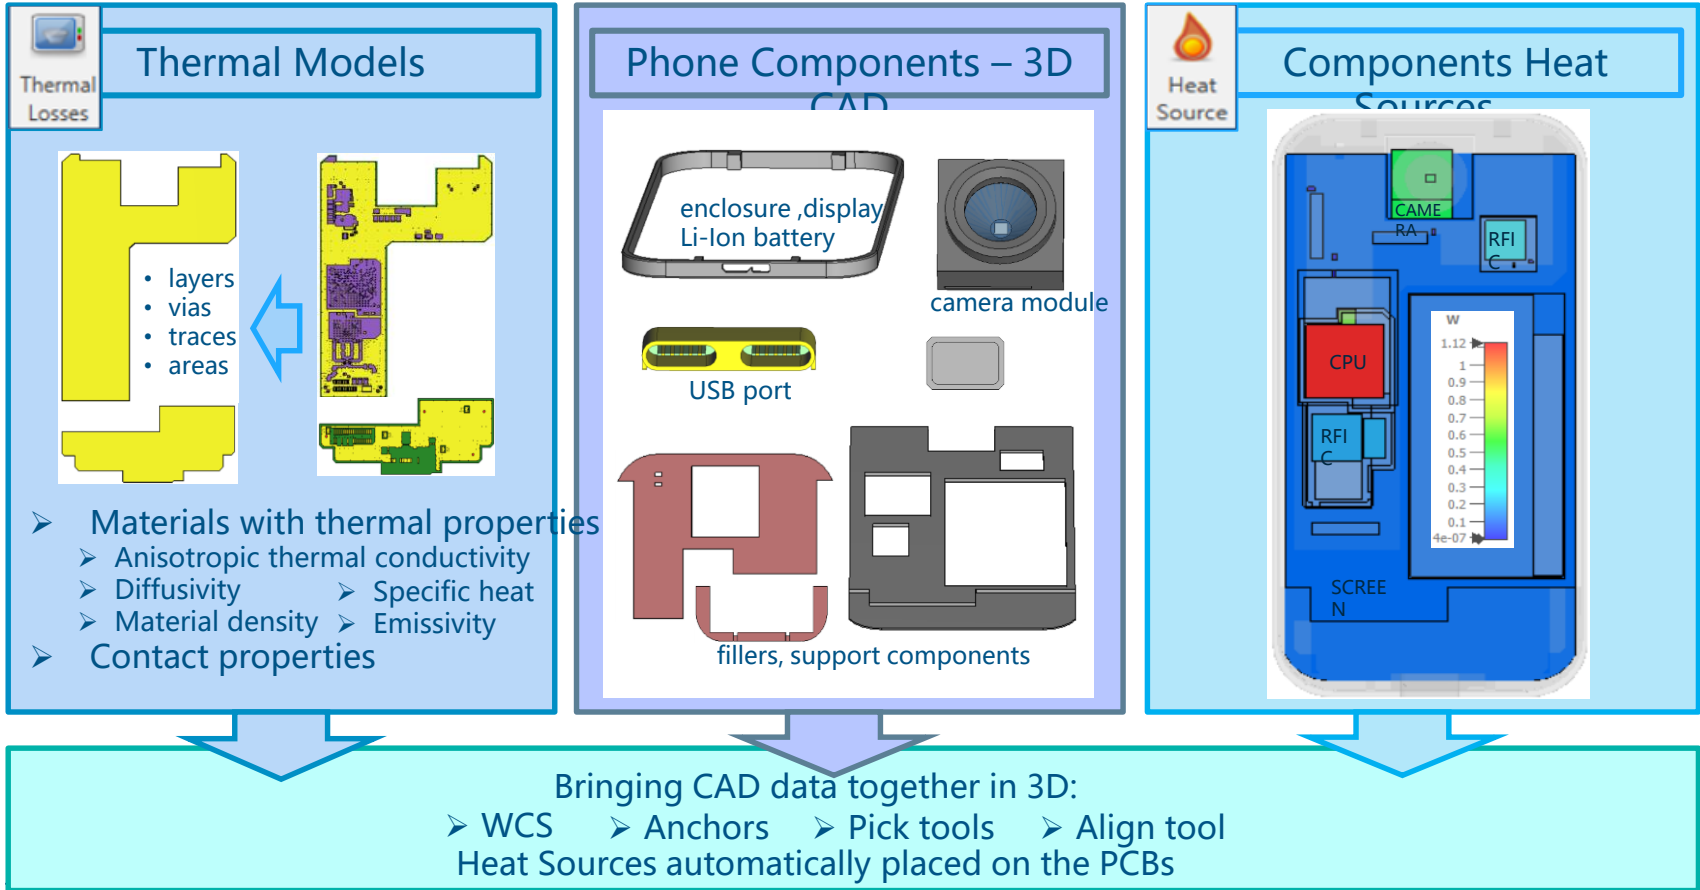 Thermal
Losses
Thermal Models
layers
vias
traces
areas
➢ Materials with thermal properties
➢ Anisotropic thermal conductivity
➢ Diffusivity ➢ Specific heat
➢ Material density ➢ Emissivity
➢ Contact properties
Phone Components – 3D
CAD
enclosure ,display
Li-Ion battery
camera module
USB port
fillers, support components
Heat
Source
Components Heat
Sources
CAME
RA
RFI
C
CPU
RFI
C
SCREE
N
W
1.12
1
0.9
0.8
0.7
0.6
0.5
0.4
0.3
0.2
0.1
4e-07
Bringing CAD data together in 3D:
➢ WCS ➢ Anchors ➢ Pick tools ➢ Align tool
Heat Sources automatically placed on the PCBs